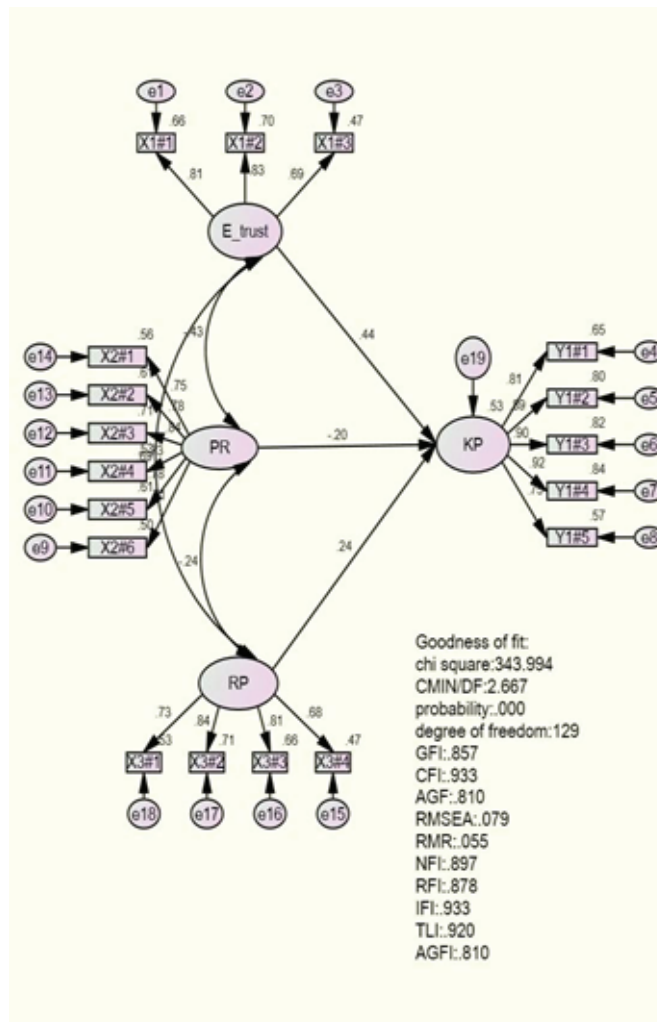 e1 e2 e3
.66 .70 .47
X1#1 X1#2 X1#3
.81 .83 .69
E_trust
-.43 .44
e14 X2#1 .56
e13 X2#2
e12 X2#3 .71
e11 X2#4
e10 X2#5 .61
e9 X2#6 .50
.75
.78
PR
-.20
e19
.53
KP
.65
Y1#1 e4
.81
.80
Y1#2 e5
.82
.90 Y1#3 e6
.92
.84
Y1#4 e7
.57
Y1#5 e8
-.24 .24
RP
.73 .84 .81 .68
.53 .71 .66 .47
X3#1 X3#2 X3#3 X3#4
e18 e17 e16 e15
Goodness of fit:
chi square:343.994
CMIN/DF:2.667
probability:.000
degree of freedom:129
GFI:.857
CFI:.933
AGF:.810
RMSEA:.079
RMR:.055
NFI:.897
RFI:.878
IFI:.933
TLI:.920
AGFI:.810